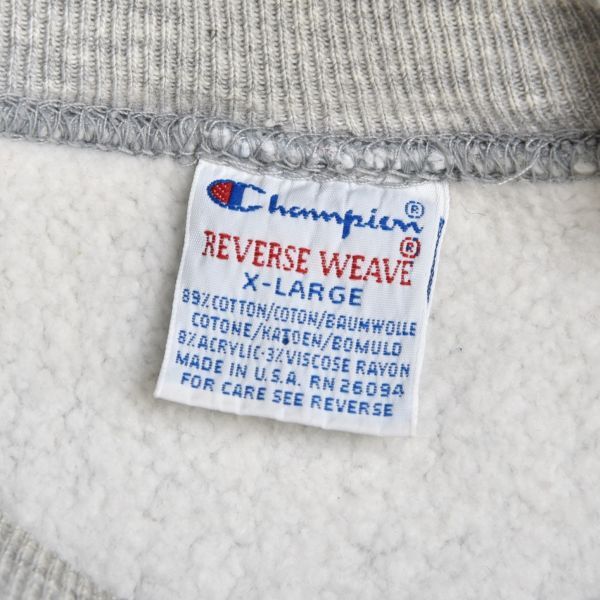 Champion®
REVERSE WEAVE®
X-LARGE
89%COTTON/COTON/BAUMWOLLE
COTONE/KATOEN/BOMULD
8%ACRYLIC-3%VISCOSE RAYON
MADE IN U.S.A. RN 26094
FOR CARE SEE REVERSE